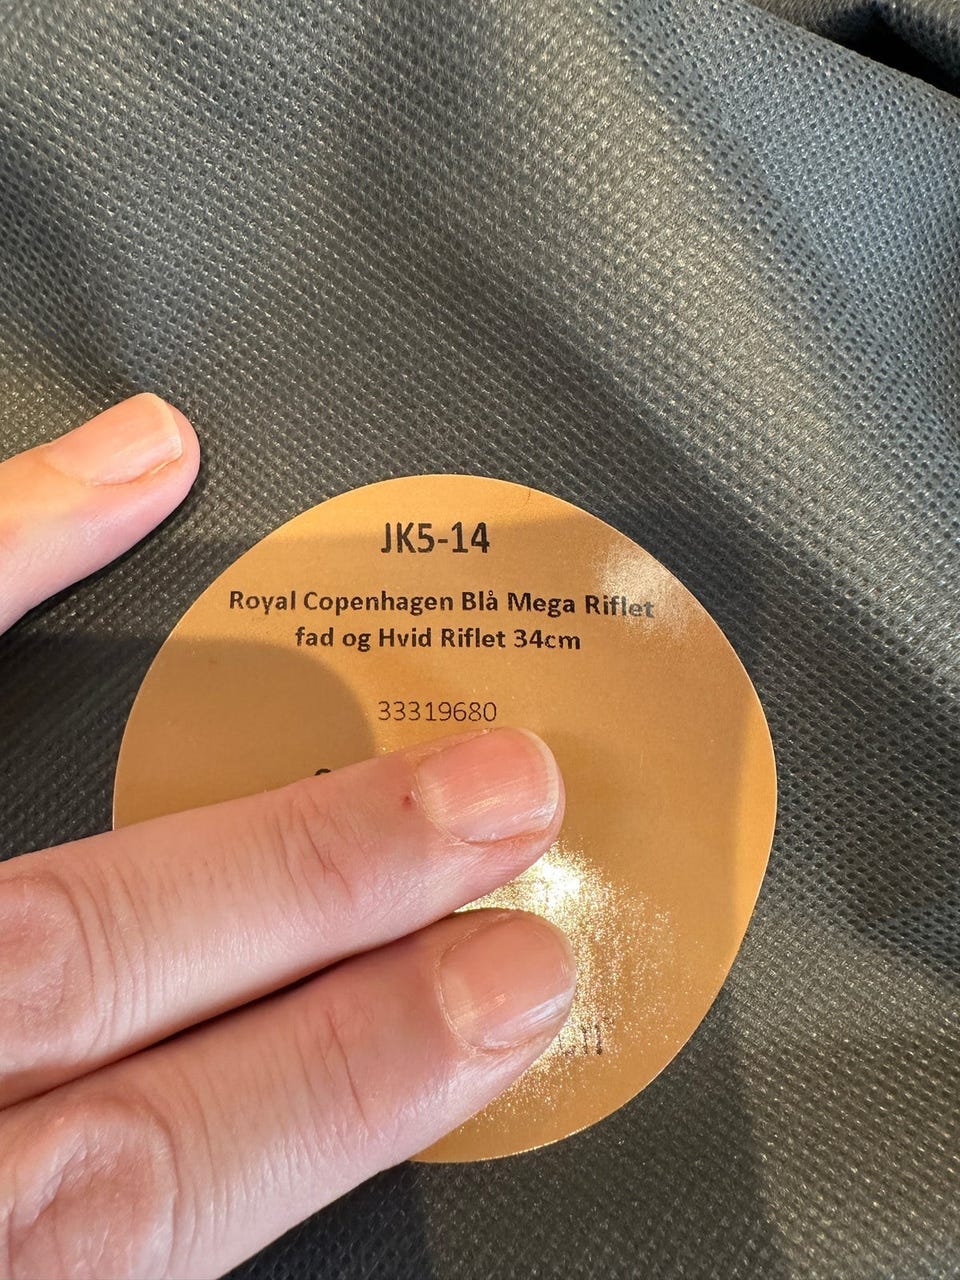 JK5-14
Royal Copenhagen Blå Mega Riflet
fad og Hvid Riflet 34cm
33319680